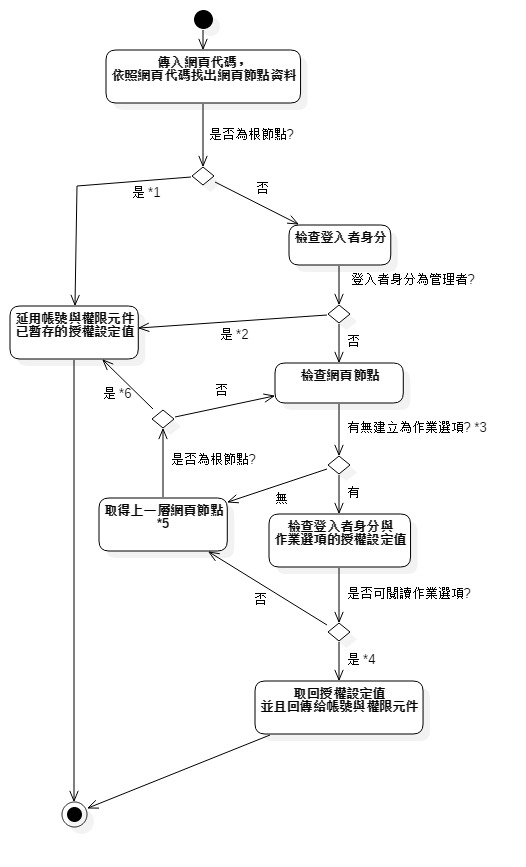 傳入網頁代碼，
依照網頁代碼找出網頁節點資料
是否為根節點?
是 *1
否
檢查登入者身分
登入者身分為管理者?
延用帳號與權限元件
已暫存的授權設定值
是 *2
否
檢查網頁節點
是 *6
否
有無建立為作業選項? *3
是否為根節點?
無
有
取得上一層網頁節點
*5
檢查登入者身分與
作業選項的授權設定值
否
是否可閱讀作業選項?
是 *4
取回授權設定值
並且回傳給帳號與權限元件